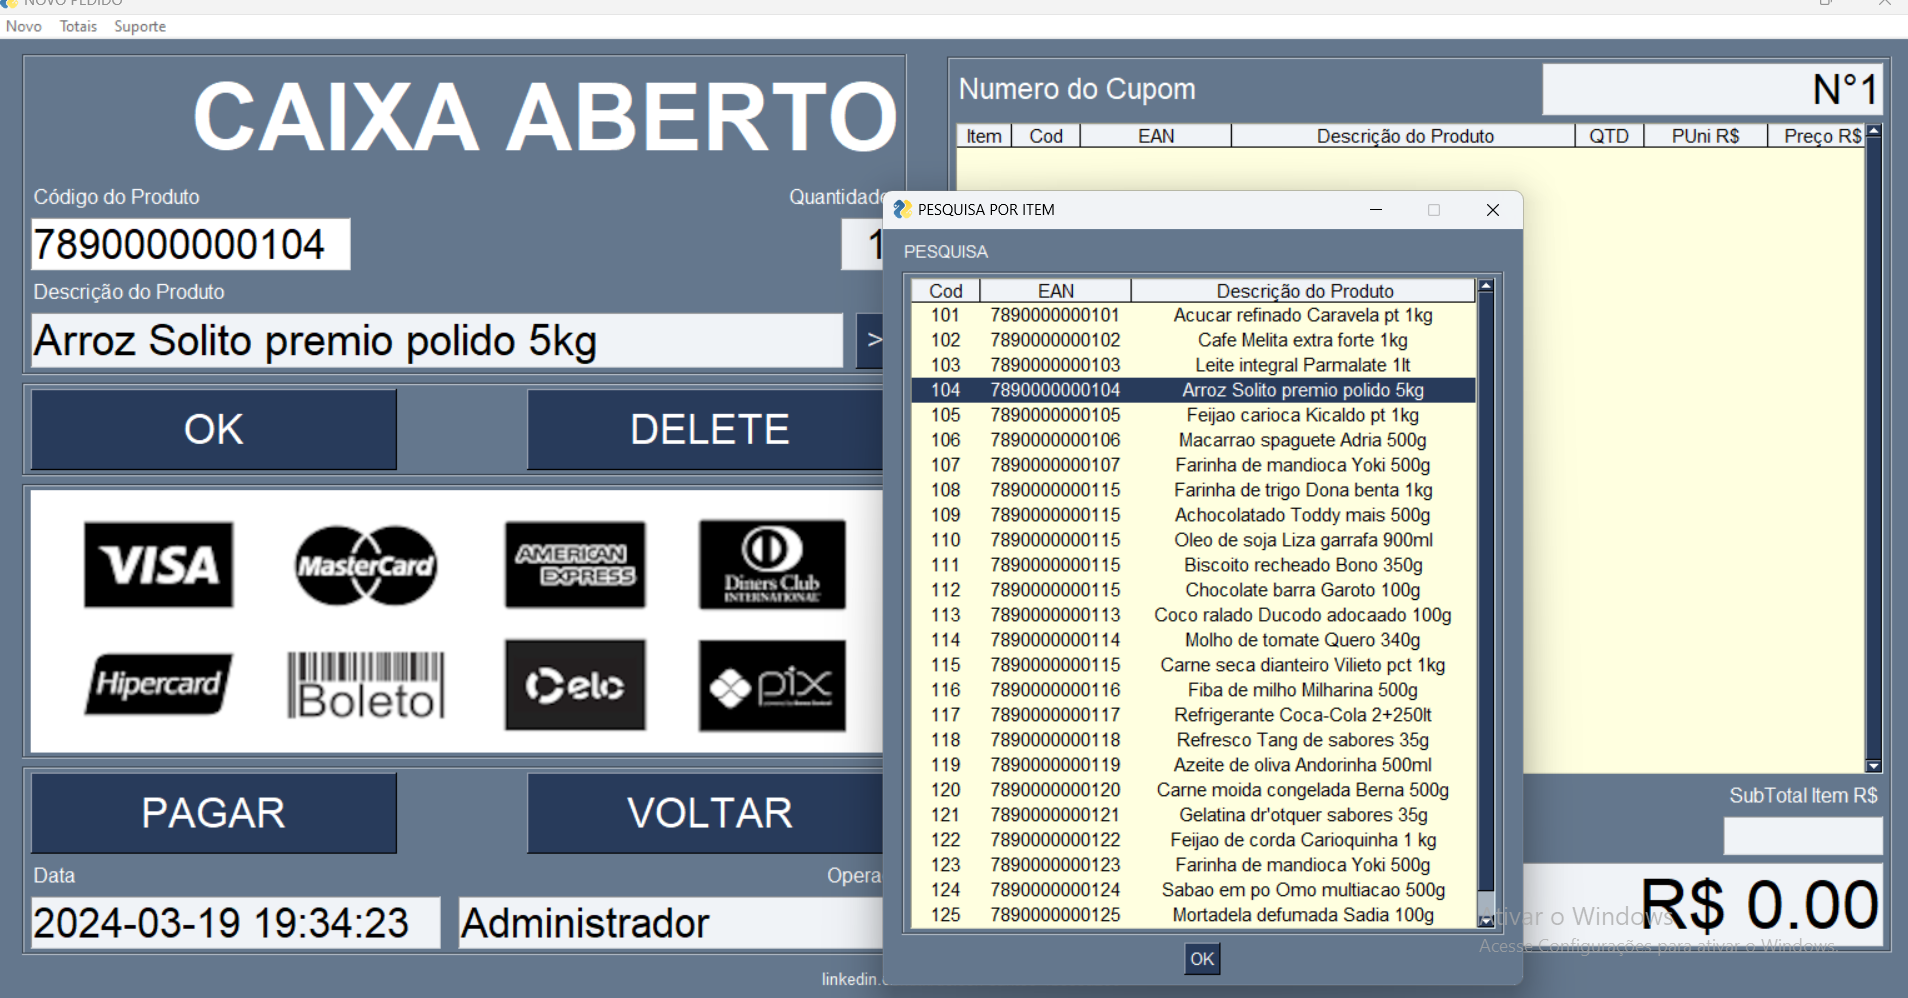 NOVO PEDIDO
Novo Totais Suporte
CAIXA ABERTO
Código do Produto
Quantidade
7890000000104
1
Descrição do Produto
Arroz Solito premio polido 5kg
>
OK
DELETE
VISA
MasterCard
AMERICAN EXPRESS
Diners Club
INTERNATIONAL
Hipercard
Boleto
elo
pix
PAGAR
VOLTAR
Data
Opera
2024-03-19 19:34:23
Administrador
linkedin.
Numero do Cupom
N°1
Item Cod EAN Descrição do Produto QTD PUni R$ Preço R$
PESQUISA POR ITEM
PESQUISA
Cod EAN Descrição do Produto
101 7890000000101 Acucar refinado Caravela pt 1kg
102 7890000000102 Cafe Melita extra forte 1kg
103 7890000000103 Leite integral Parmalate 1lt
104 7890000000104 Arroz Solito premio polido 5kg
105 7890000000105 Feijao carioca Kicaldo pt 1kg
106 7890000000106 Macarrao spaguete Adria 500g
107 7890000000107 Farinha de mandioca Yoki 500g
108 7890000000115 Farinha de trigo Dona benta 1kg
109 7890000000115 Achocolatado Toddy mais 500g
110 7890000000115 Oleo de soja Liza garrafa 900ml
111 7890000000115 Biscoito recheado Bono 350g
112 7890000000115 Chocolate barra Garoto 100g
113 7890000000113 Coco ralado Ducodo adocaado 100g
114 7890000000114 Molho de tomate Quero 340g
115 7890000000115 Carne seca dianteiro Vilieto pct 1kg
116 7890000000116 Fiba de milho Milharina 500g
117 7890000000117 Refrigerante Coca-Cola 2+250lt
118 7890000000118 Refresco Tang de sabores 35g
119 7890000000119 Azeite de oliva Andorinha 500ml
120 7890000000120 Carne moida congelada Berna 500g
121 7890000000121 Gelatina dr'otquer sabores 35g
122 7890000000122 Feijao de corda Carioquinha 1 kg
123 7890000000123 Farinha de mandioca Yoki 500g
124 7890000000124 Sabao em po Omo multiacao 500g
125 7890000000125 Mortadela defumada Sadia 100g
OK
SubTotal Item R$
R$ 0.00
Ativar o Windows
Acesse Configurações para ativar o Windows.